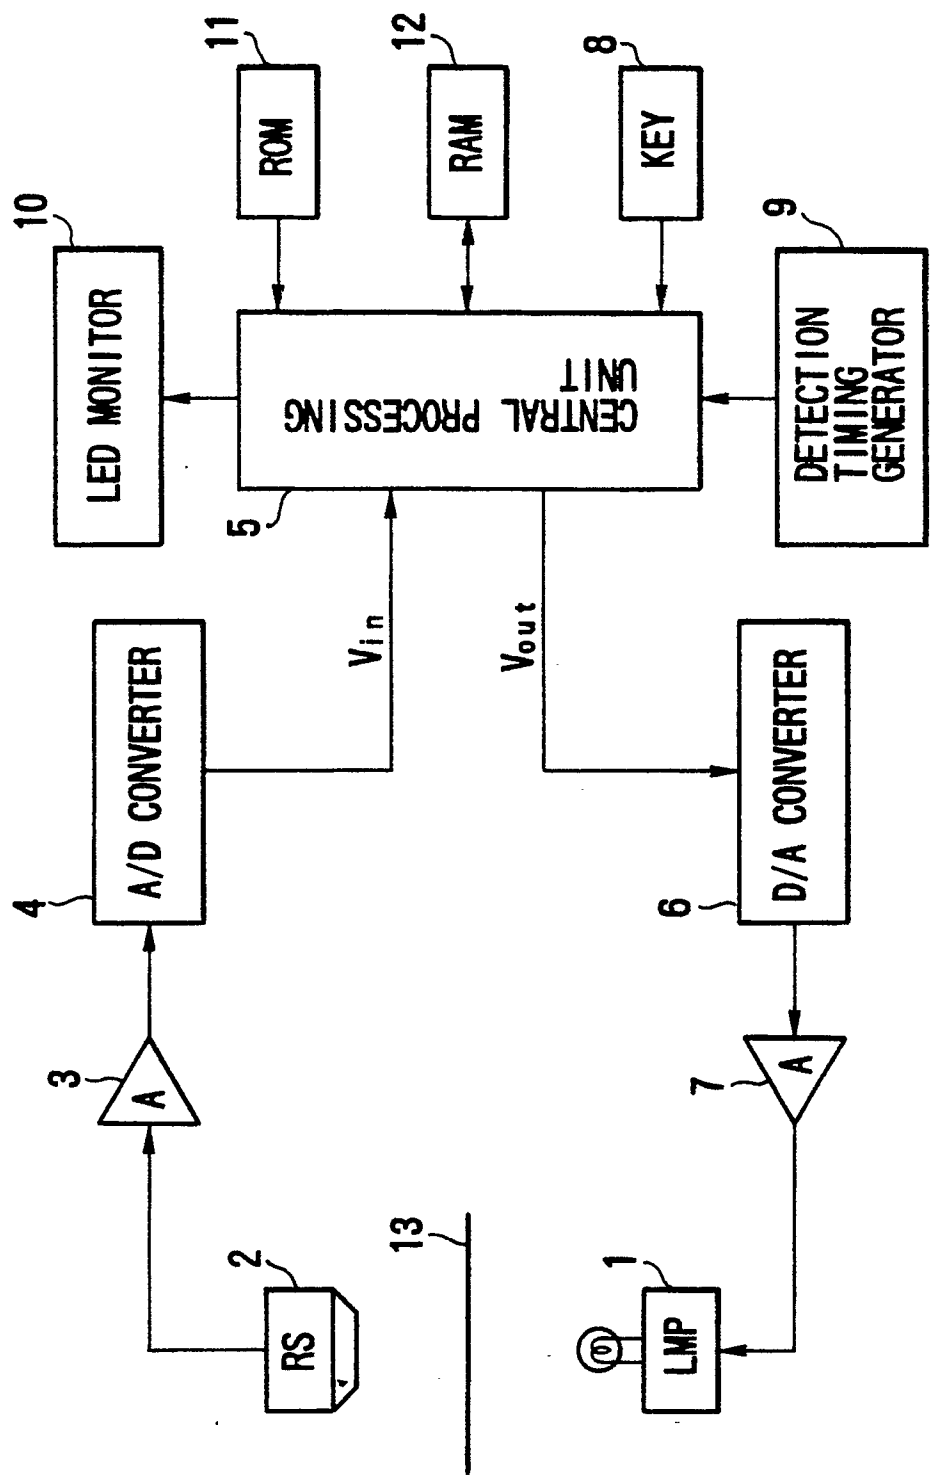 10
LED MONITOR
11
ROM
12
RAM
8
KEY
5
CENTRAL PROCESSING
UNIT
9
DETECTION
TIMING
GENERATOR
4
A/D CONVERTER
Vin
Vout
6
D/A CONVERTER
3
A
7
A
2
RS
13
1
LMP